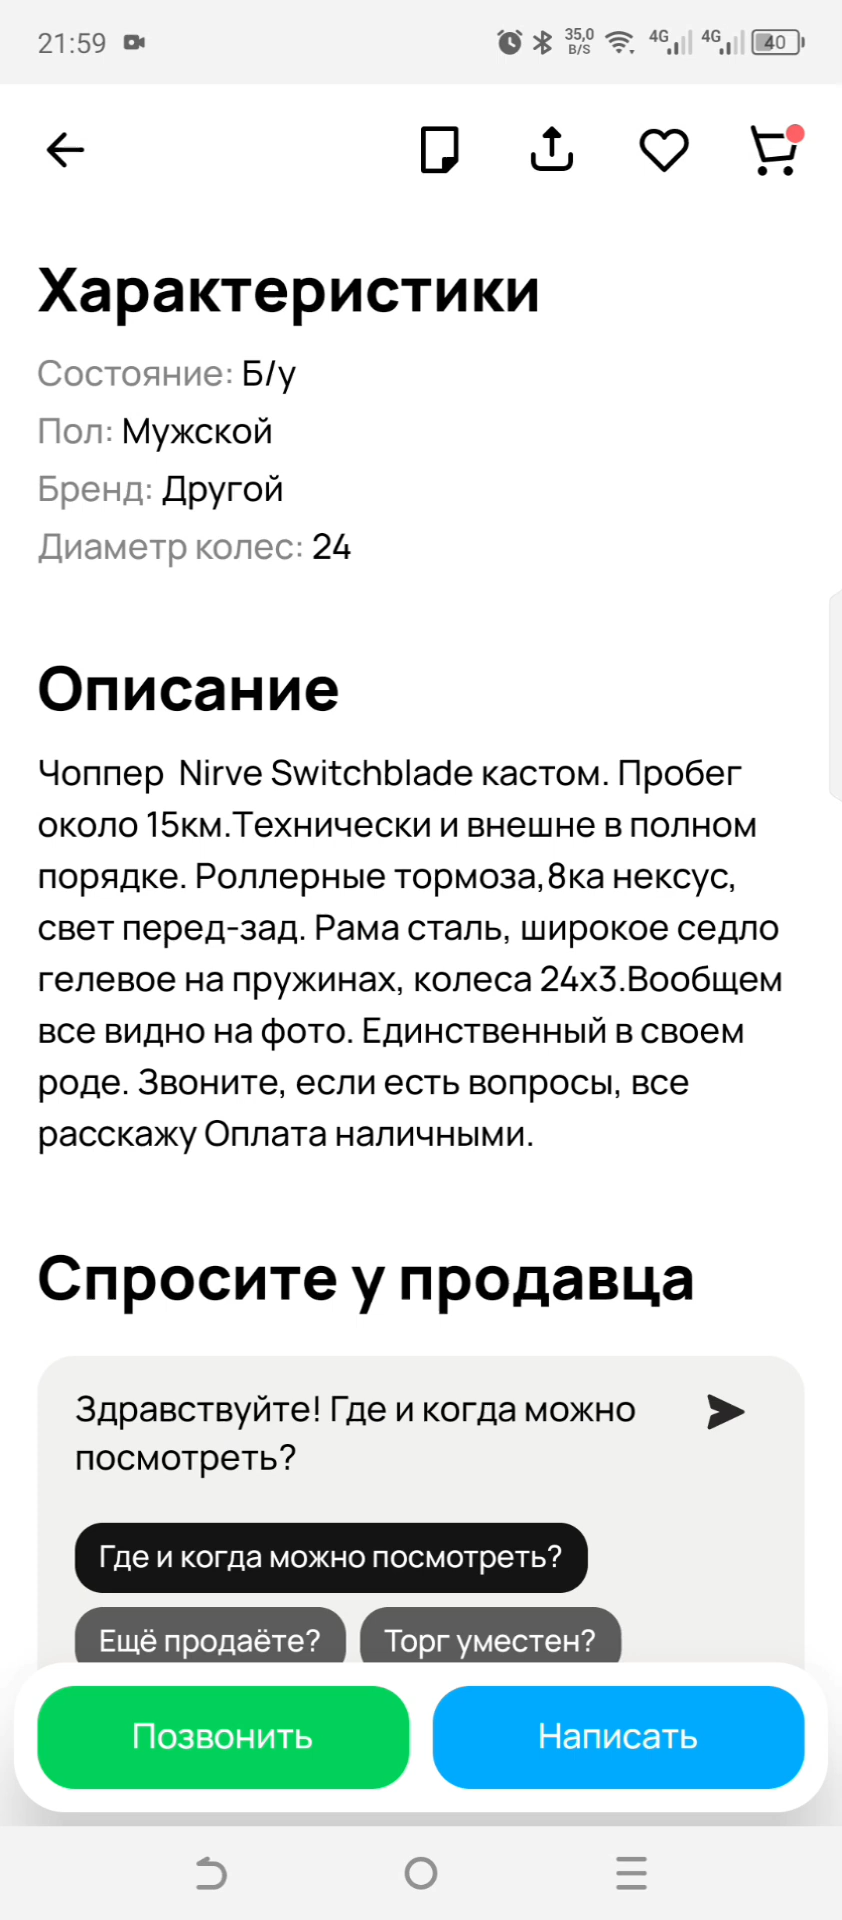 21:59
35,0
B/S
4G
4G
40
Характеристики
Состояние: Б/у
Пол: Мужской
Бренд: Другой
Диаметр колес: 24
Описание
Чоппер  Nirve Switchblade кастом. Пробег
около 15км.Технически и внешне в полном
порядке. Роллерные тормоза,8ка нексус,
свет перед-зад. Рама сталь, широкое седло
гелевое на пружинах, колеса 24х3.Вообщем
все видно на фото. Единственный в своем
роде. Звоните, если есть вопросы, все
расскажу Оплата наличными.
Спросите у продавца
Здравствуйте! Где и когда можно
посмотреть?
Где и когда можно посмотреть?
Ещё продаёте?
Торг уместен?
Позвонить
Написать